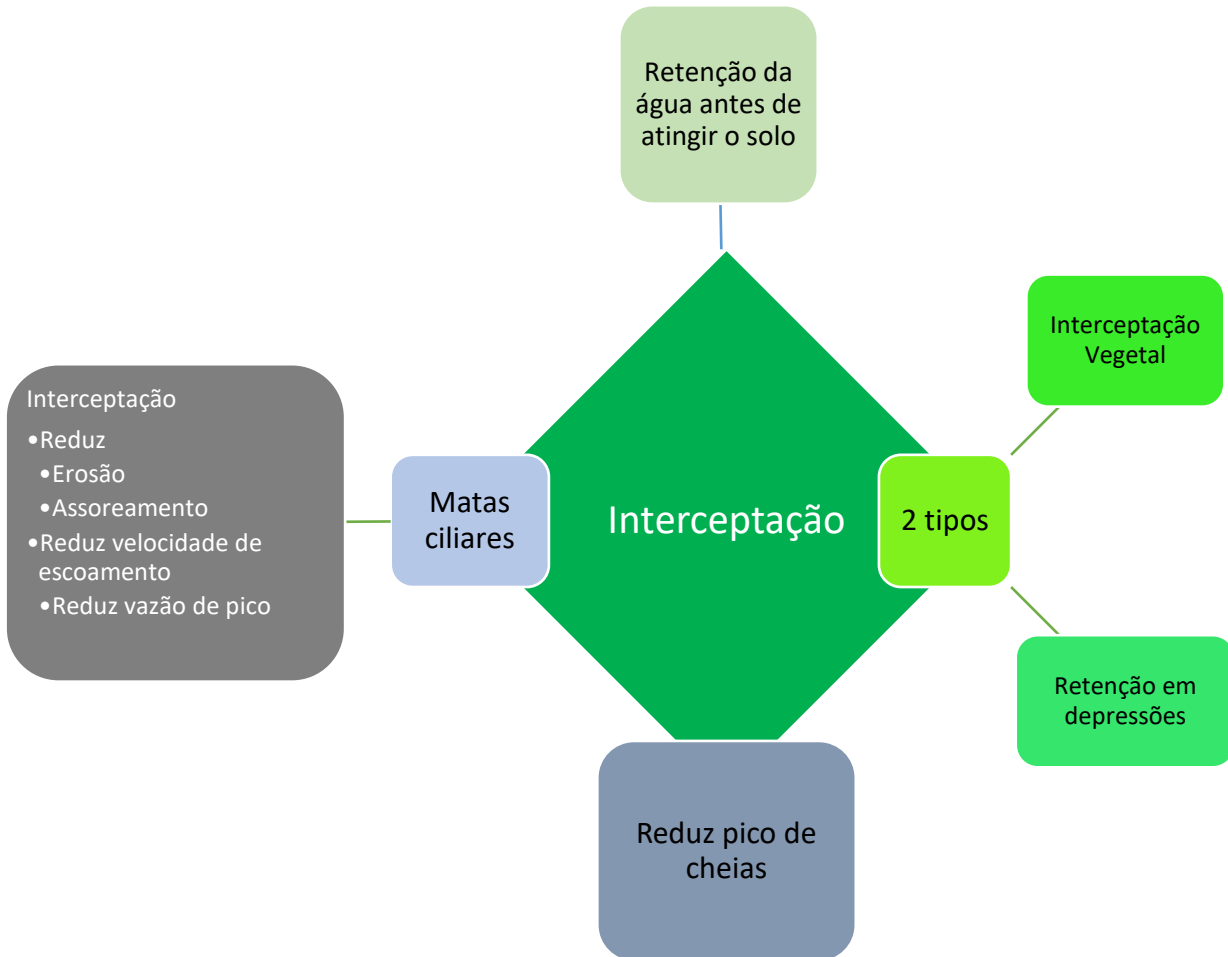 Retenção da
água antes de
atingir o solo
Interceptação
Vegetal
Interceptação
•Reduz
•Erosão
•Assoreamento
•Reduz velocidade de
escoamento
•Reduz vazão de pico
Matas
ciliares
Interceptação
2 tipos
Retenção em
depressões
Reduz pico de
cheias